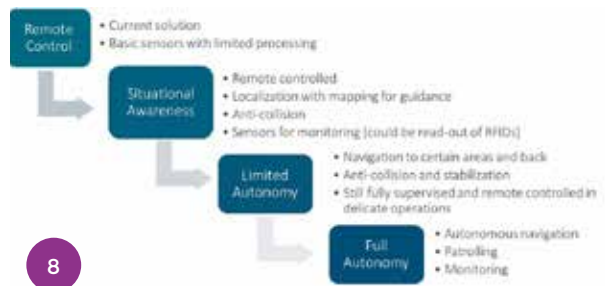 Remote
Control
• Current solution
• Basic sensors with limited processing
Situational
Awareness
• Remote controlled
• Localization with mapping for guidance
• Anti-collision
• Sensors for monitoring (could be read-out of RFIDs)
Limited
Autonomy
• Navigation to certain areas and back
• Anti-collision and stabilization
• Still fully supervised and remote controlled in
delicate operations
Full
Autonomy
• Autonomous navigation
• Patrolling
• Monitoring
8